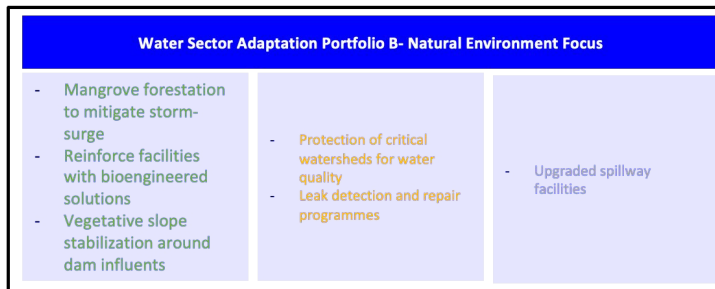 Water Sector Adaptation Portfolio B- Natural Environment Focus
- Mangrove forestation
to mitigate storm-
surge
- Reinforce facilities
with bioengineered
solutions
- Vegetative slope
stabilization around
dam influents
- Protection of critical
watersheds for water
quality
- Leak detection and repair
programmes
- Upgraded spillway
facilities